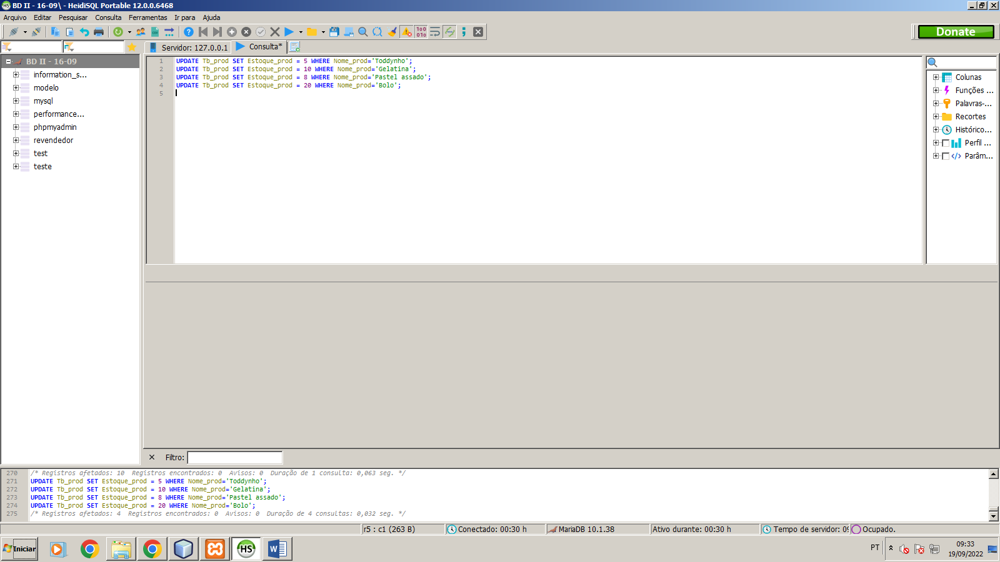 BD II - 16-09\ - HeidiSQL Portable 12.0.0.6468
Arquivo Editar Pesquisar Consulta Ferramentas Ir para Ajuda
Donate
Servidor: 127.0.0.1
Consulta*
BD II - 16-09
information_s...
modelo
mysql
performance...
phpmyadmin
revendedor
test
teste
1 UPDATE Tb_prod SET Estoque_prod = 5 WHERE Nome_prod='Toddynho';
2 UPDATE Tb_prod SET Estoque_prod = 10 WHERE Nome_prod='Gelatina';
3 UPDATE Tb_prod SET Estoque_prod = 8 WHERE Nome_prod='Pastel assado';
4 UPDATE Tb_prod SET Estoque_prod = 20 WHERE Nome_prod='Bolo';
5
Colunas
Funções ...
Palavras-...
Recortes
Histórico...
Perfil ...
Parâm...
Filtro:
270 /* Registros afetados: 10 Registros encontrados: 0 Avisos: 0 Duração de 1 consulta: 0,063 seg. */
271 UPDATE Tb_prod SET Estoque_prod = 5 WHERE Nome_prod='Toddynho';
272 UPDATE Tb_prod SET Estoque_prod = 10 WHERE Nome_prod='Gelatina';
273 UPDATE Tb_prod SET Estoque_prod = 8 WHERE Nome_prod='Pastel assado';
274 UPDATE Tb_prod SET Estoque_prod = 20 WHERE Nome_prod='Bolo';
275 /* Registros afetados: 4 Registros encontrados: 0 Avisos: 0 Duração de 4 consultas: 0,032 seg. */
r5 : c1 (263 B)
Conectado: 00:30 h
MariaDB 10.1.38
Ativo durante: 00:30 h
Tempo de servidor: 09
Ocupado.
Iniciar
HS
PT
09:33
19/09/2022